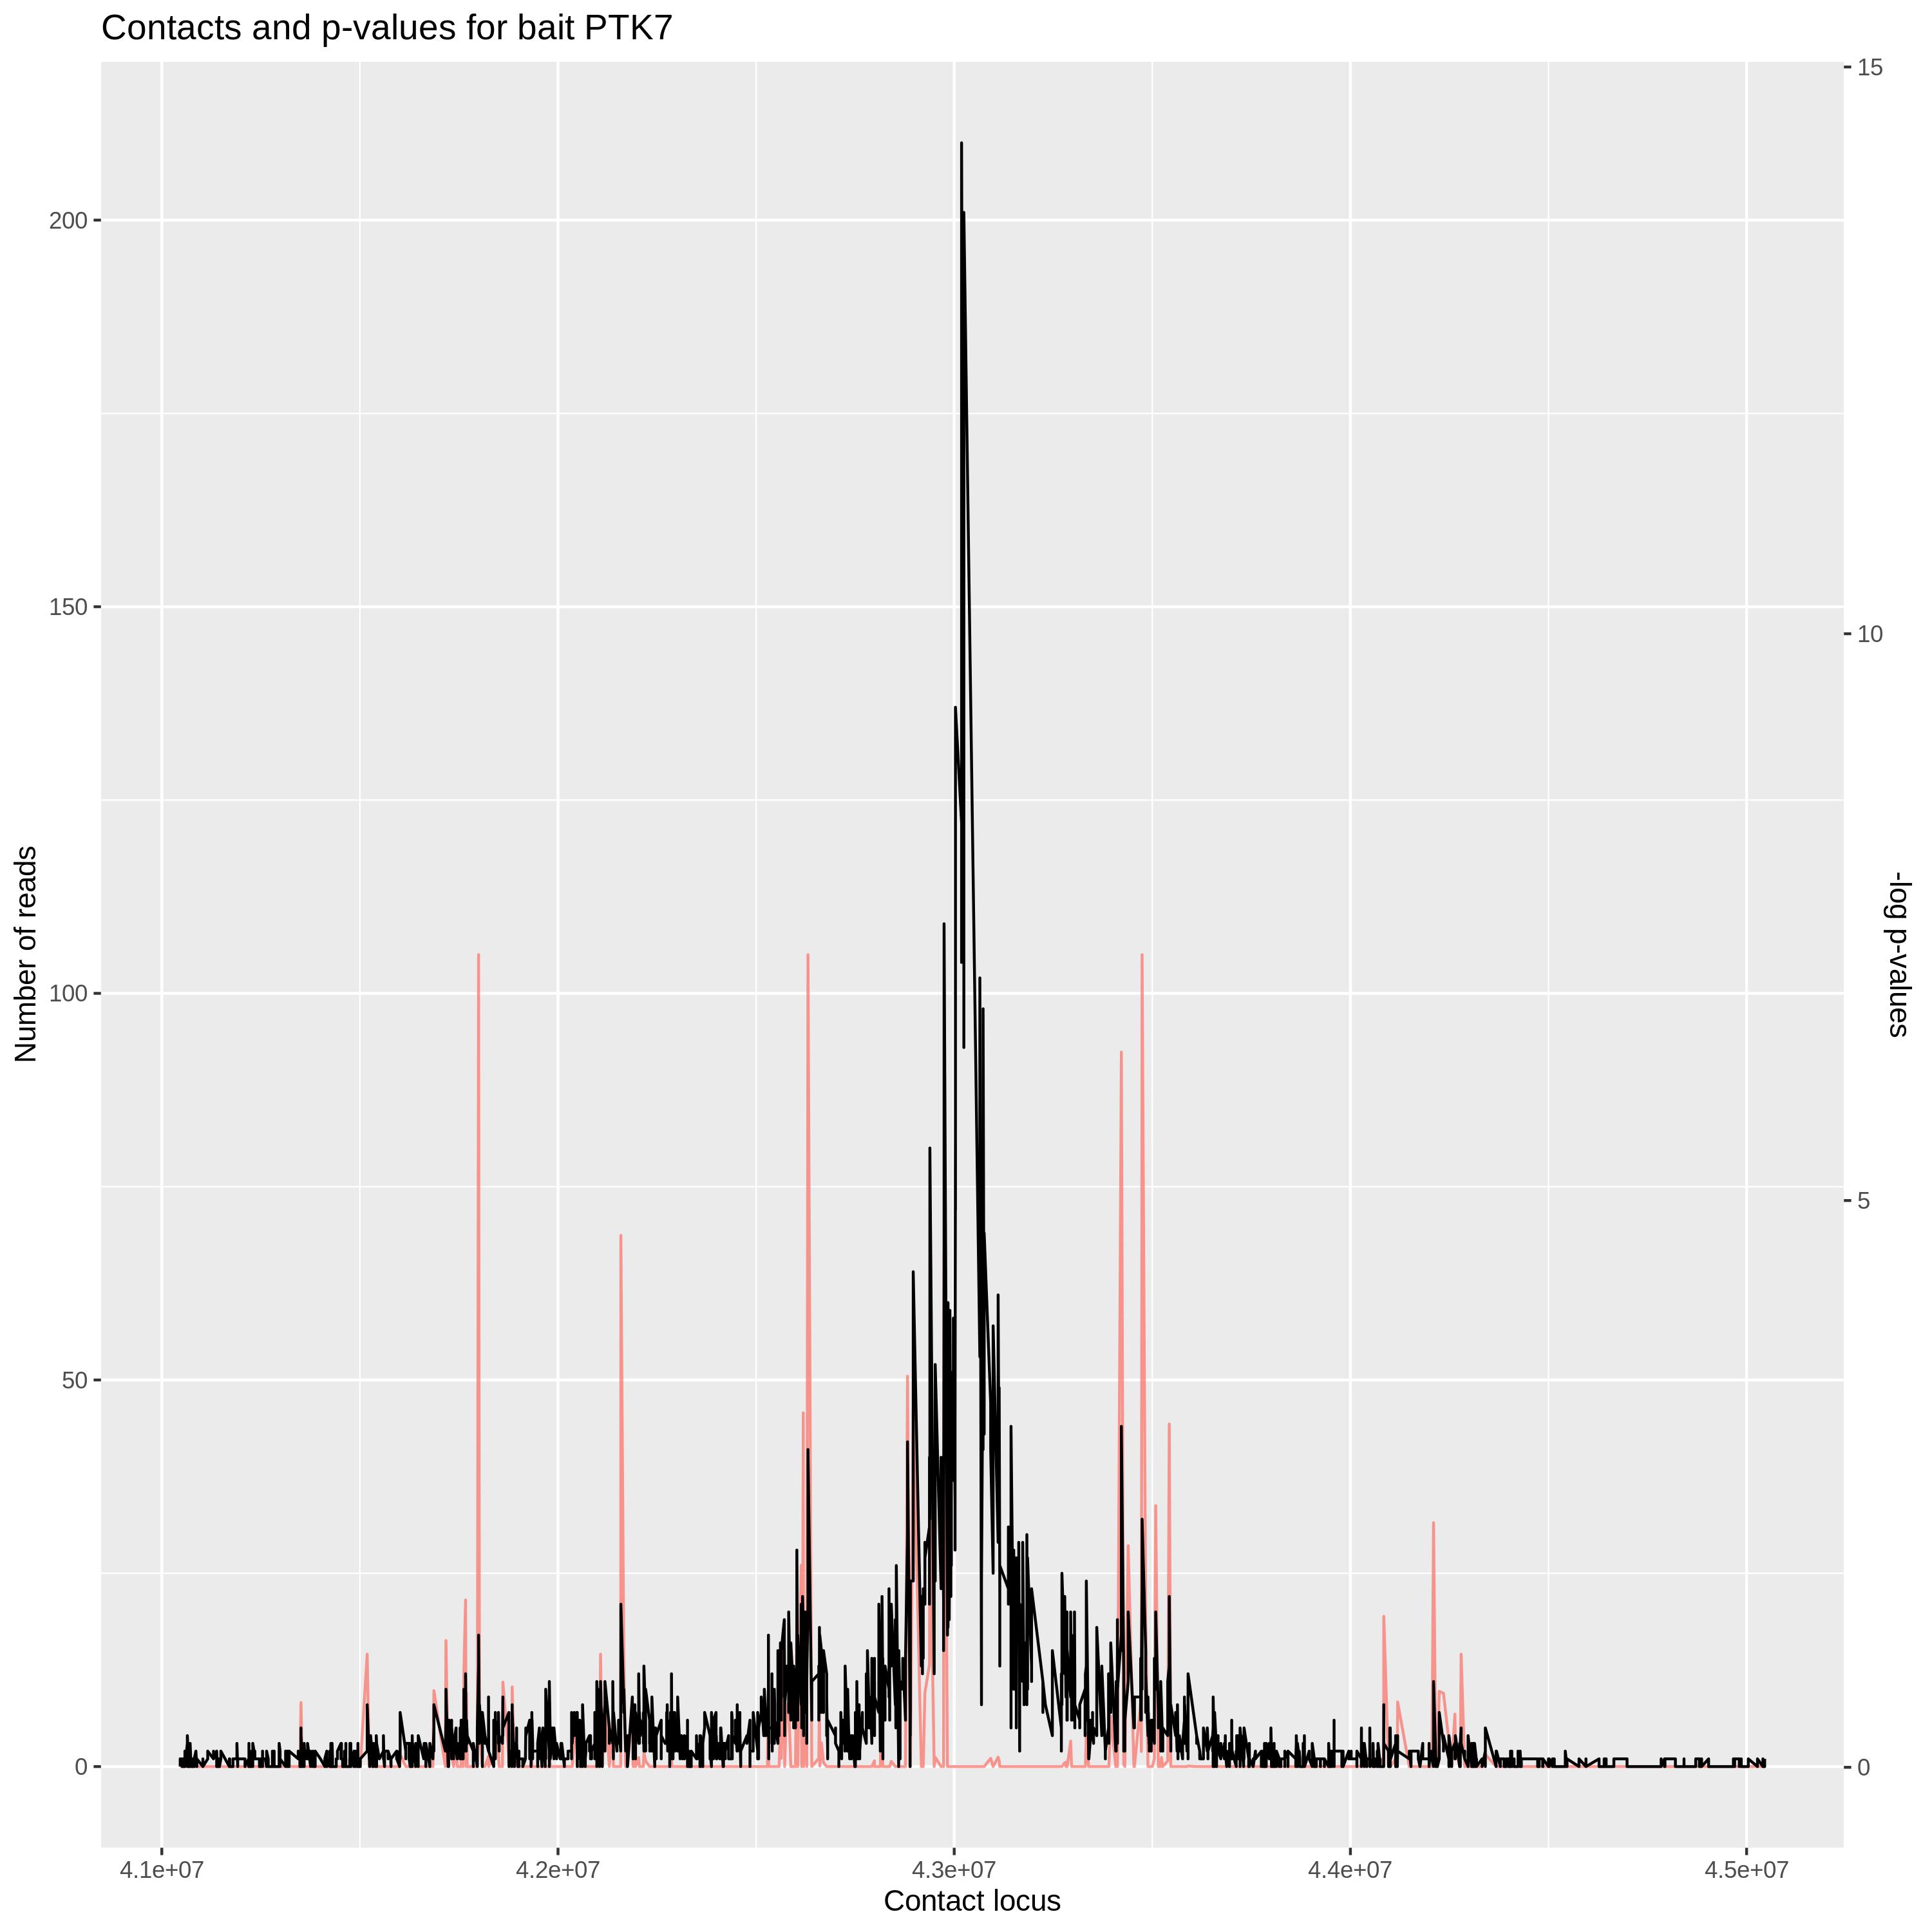 Contacts and p-values for bait PTK7
15
200
150
10
Number of reads
-log p-values
100
5
50
0
0
4.1e+07
4.2e+07
4.3e+07
4.4e+07
4.5e+07
Contact locus